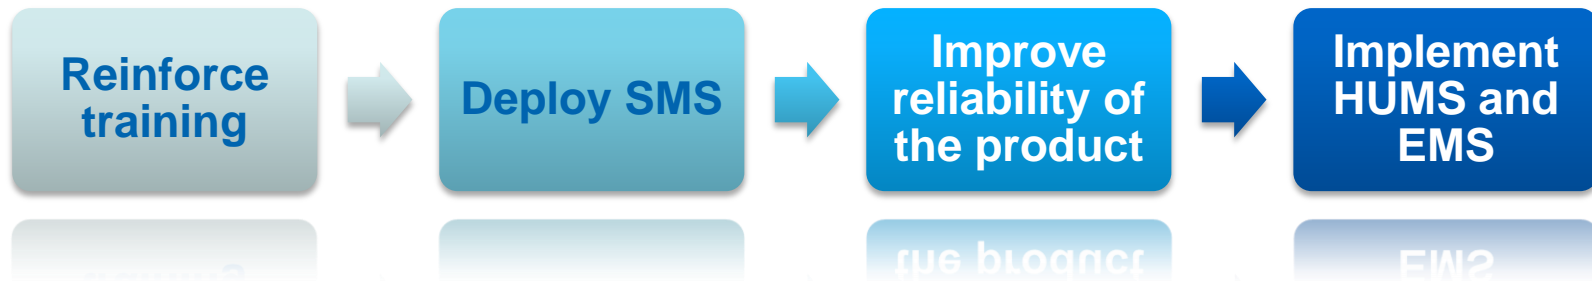 Reinforce
training
Deploy SMS
Improve
reliability of
the product
Implement
HUMS and
EMS